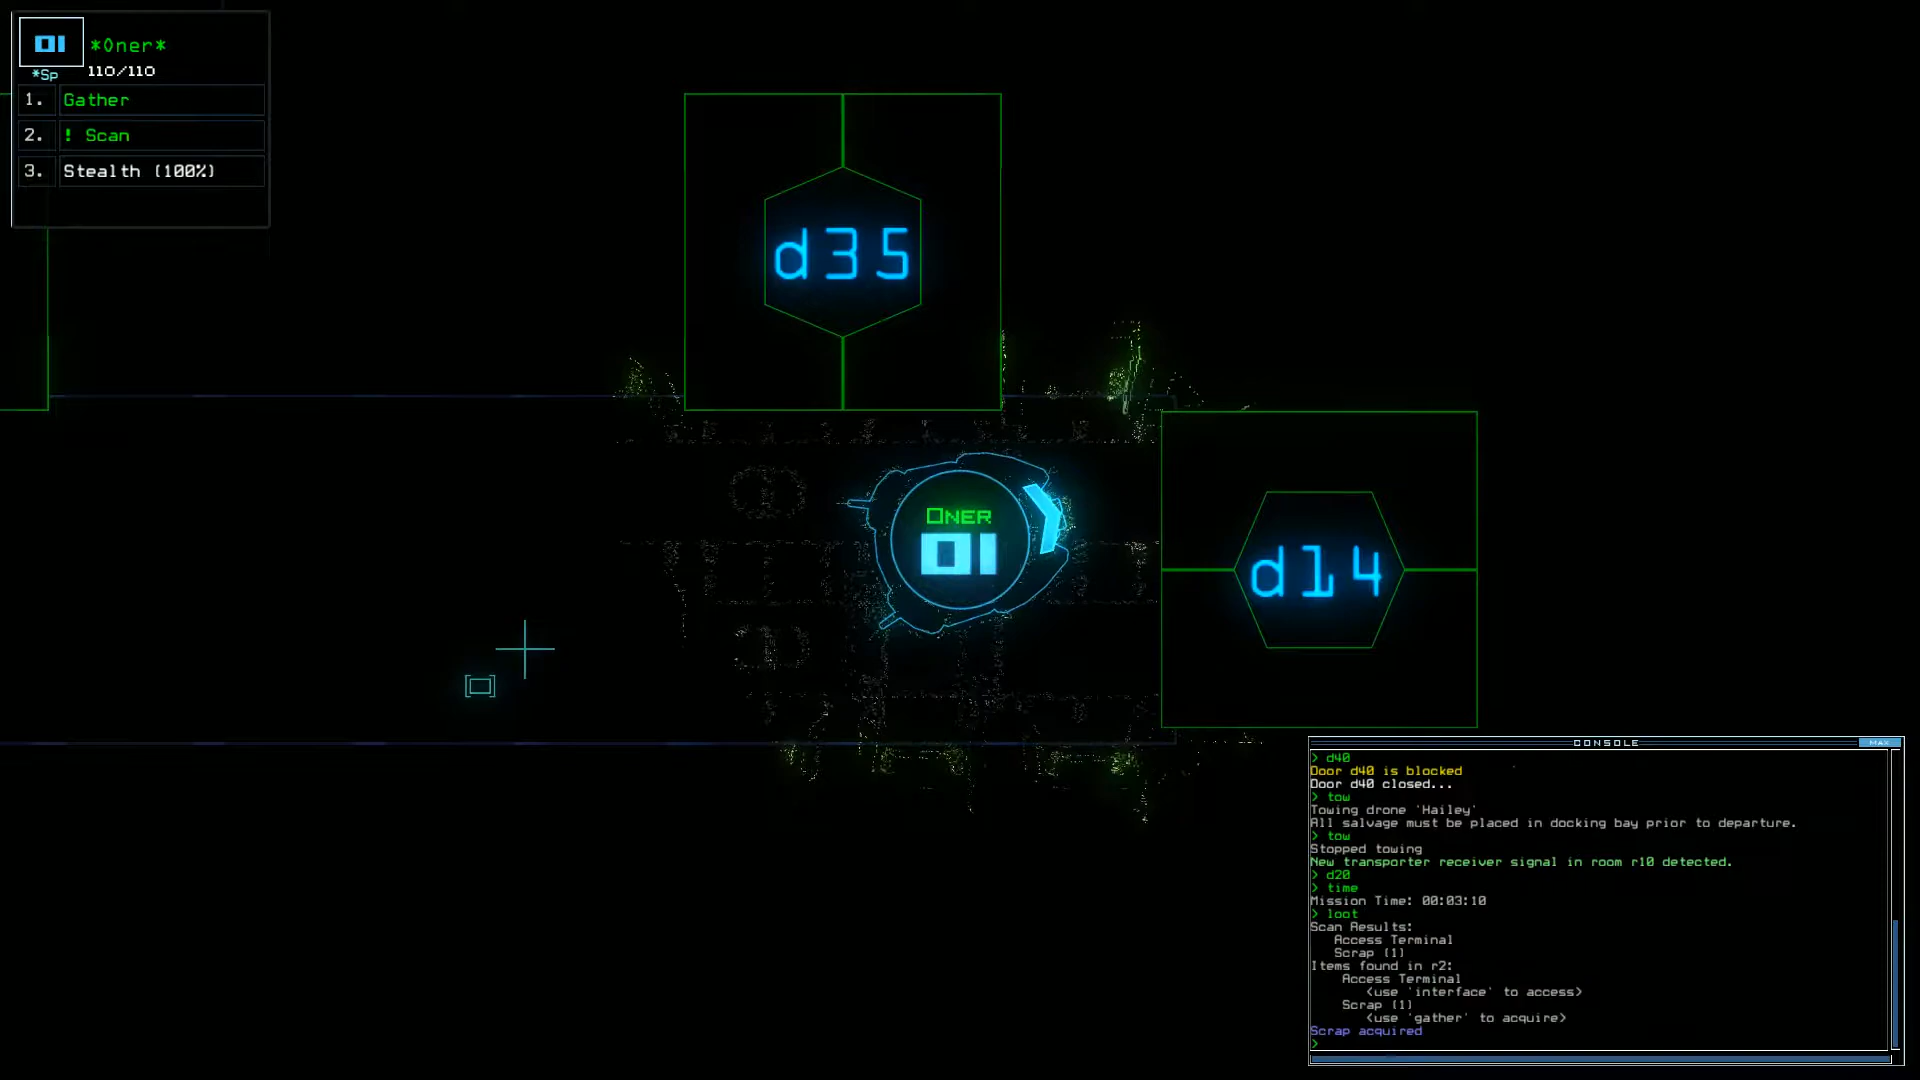 01 *Oner*
*Sp 110/110
1. Gather
2. ! Scan
3. Stealth (100%)
d35
Oner
01
d14
CONSOLE MAX
> d40
Door d40 is blocked
Door d40 closed...
> tow
Towing drone 'Hailey'
All salvage must be placed in docking bay prior to departure.
> tow
Stopped towing
New transporter receiver signal in room r10 detected.
> d20
> time
Mission Time: 00:03:10
> loot
Scan Results:
Access Terminal
Scrap (1)
Items found in r2:
Access Terminal
<use 'interface' to access>
Scrap (1)
<use 'gather' to acquire>
Scrap acquired
>